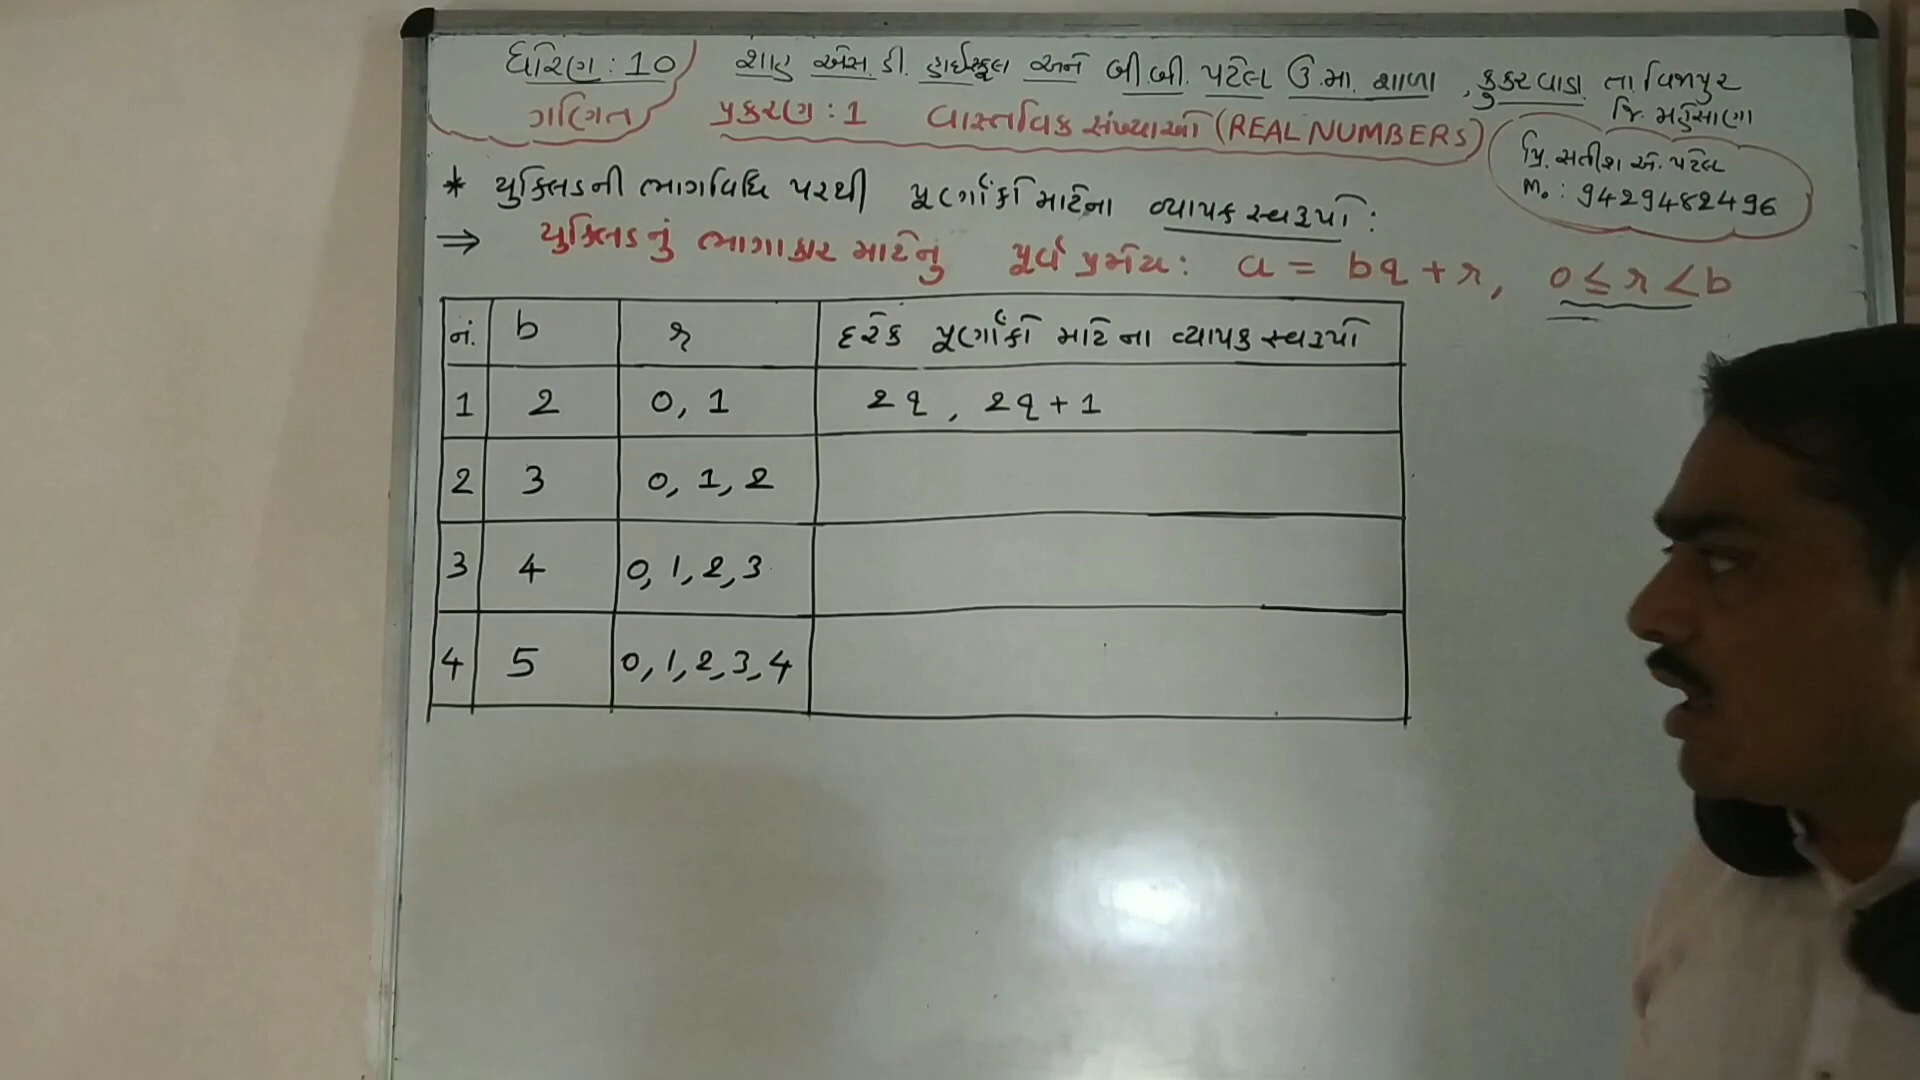 ધોરણ : 10 શાહ એસ. ડી. હાઈસ્કૂલ અને બી.બી. પટેલ ઉ.મા. શાળા, કુકરવાડા તા વિજાપુર
જિ. મહેસાણા
ગણિત પ્રકરણ : 1 વાસ્તવિક સંખ્યાઓ (REAL NUMBERS)
પ્રિ. સતીશ એ. પટેલ
M. : 9429482496
* યુક્લિડની ભાગવિધિ પરથી પૂર્ણાંકો માટેના વ્યાપક સ્વરૂપો :
⇒ યુક્લિડનું ભાગાકાર માટેનું પૂર્વ પ્રમેય : a = bq + r, 0 ≤ r < b
નં. b r દરેક પૂર્ણાંકો માટે ના વ્યાપક સ્વરૂપો
1 2 0, 1 2q , 2q + 1
2 3 0, 1, 2
3 4 0, 1, 2, 3
4 5 0, 1, 2, 3, 4